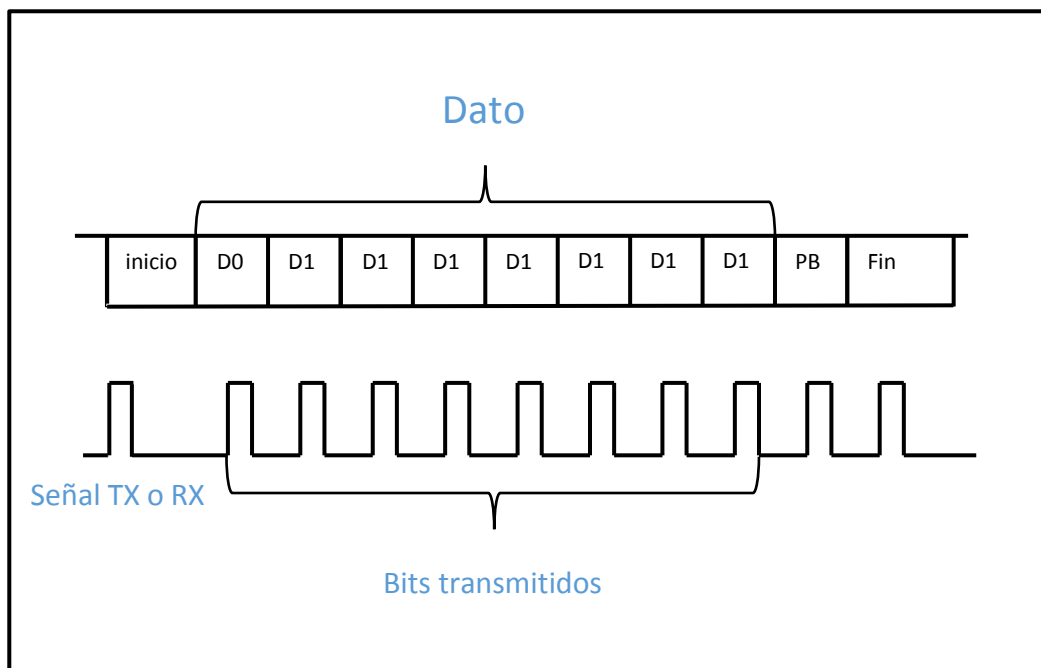 Dato
inicio D0 D1 D1 D1 D1 D1 D1 D1 PB Fin
Señal TX o RX
Bits transmitidos